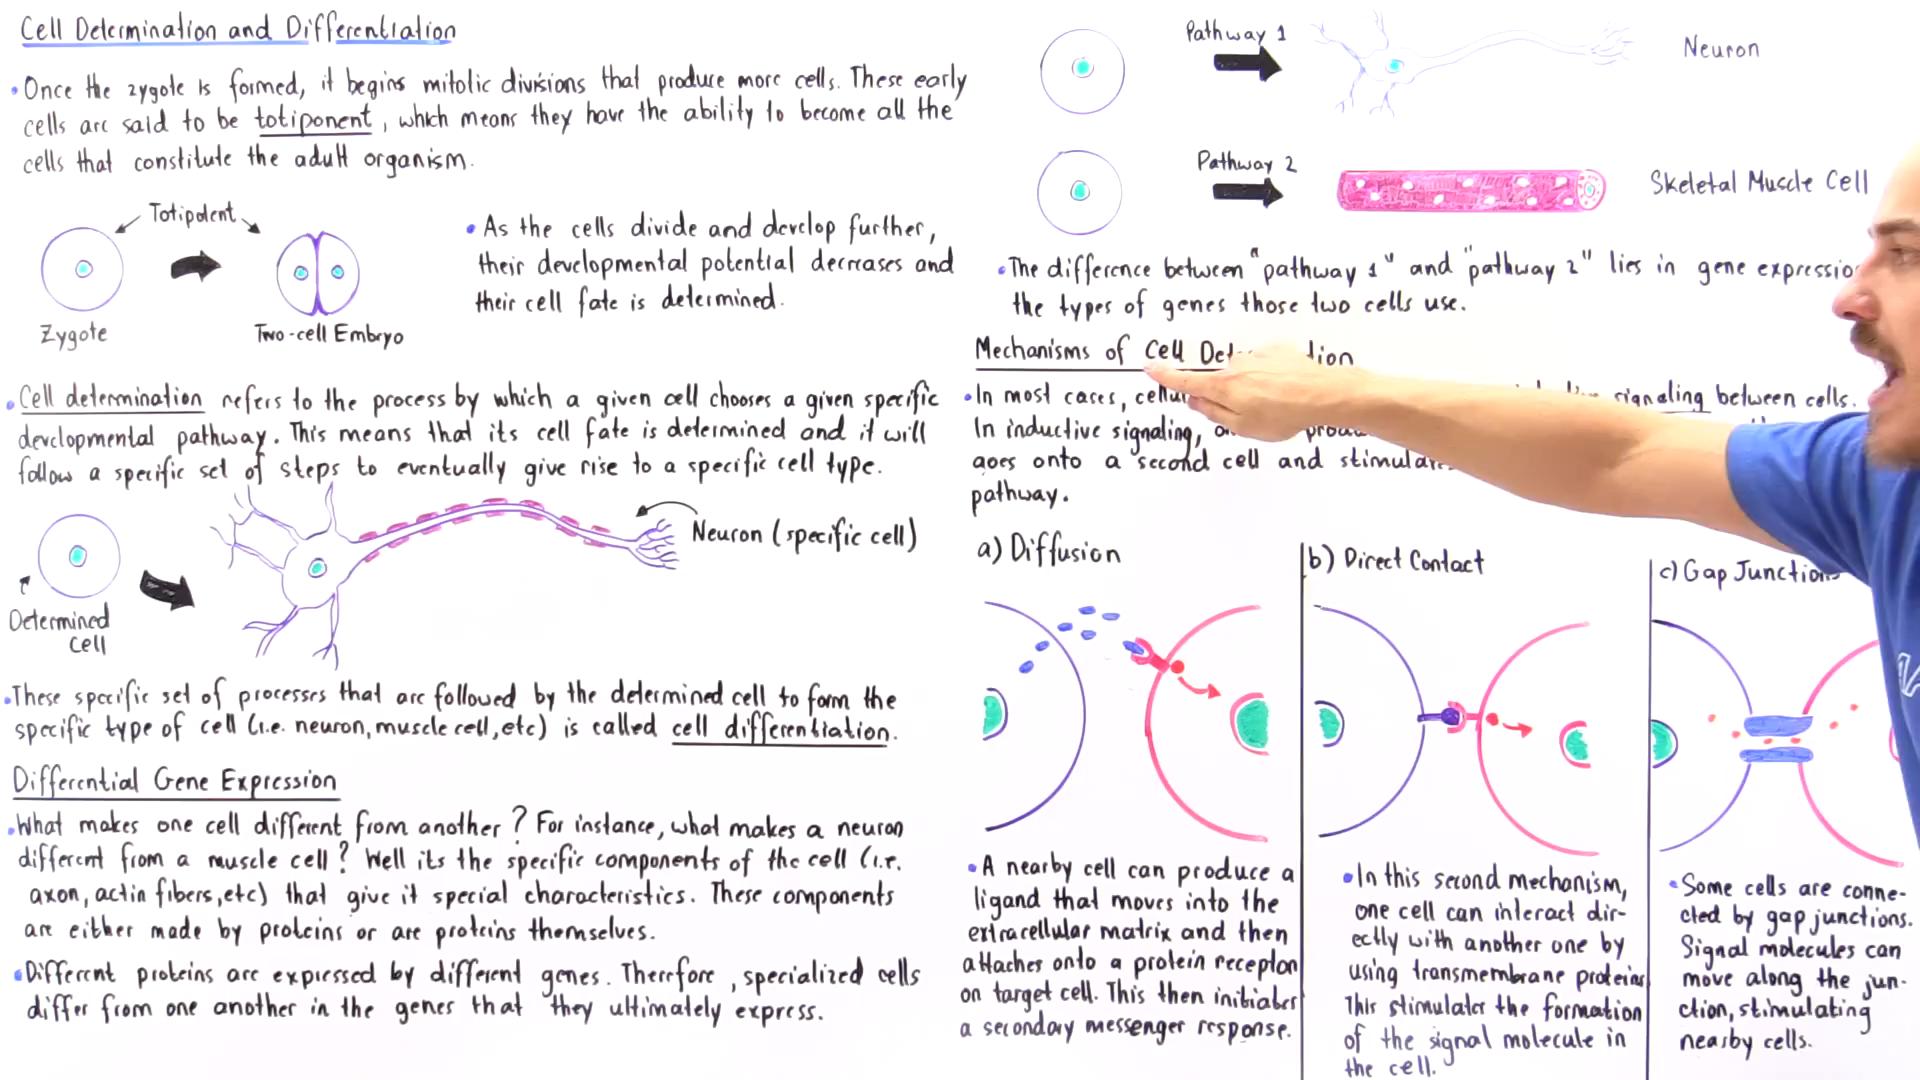 Cell Determination and Differentiation
• Once the zygote is formed, it begins mitotic divisions that produce more cells. These early
cells are said to be totiponent, which means they have the ability to become all the
cells that constitute the adult organism.
Totipotent
Zygote
Two-cell Embryo
• As the cells divide and develop further,
their developmental potential decreases and
their cell fate is determined.
• Cell determination refers to the process by which a given cell chooses a given specific
developmental pathway. This means that its cell fate is determined and it will
follow a specific set of steps to eventually give rise to a specific cell type.
Neuron (specific cell)
Determined
Cell
• These specific set of processes that are followed by the determined cell to form the
specific type of cell (i.e. neuron, muscle cell, etc) is called cell differentiation.
Differential Gene Expression
• What makes one cell different from another? For instance, what makes a neuron
different from a muscle cell? Well its the specific components of the cell (i.e.
axon, actin fibers, etc) that give it special characteristics. These components
are either made by proteins or are proteins themselves.
• Different proteins are expressed by different genes. Therefore, specialized cells
differ from one another in the genes that they ultimately express.
Pathway 1
Neuron
Pathway 2
Skeletal Muscle Cell
• The difference between "pathway 1" and "pathway 2" lies in gene expressio
the types of genes those two cells use.
Mechanisms of Cell Det tion
• In most cases, cellu signaling between cells.
In inductive signaling, produ
goes onto a second cell and stimula
pathway.
a) Diffusion
b) Direct Contact
c) Gap Junction
• A nearby cell can produce a
ligand that moves into the
extracellular matrix and then
attaches onto a protein receptor
on target cell. This then initiates
a secondary messenger response.
• In this second mechanism,
one cell can interact dir-
ectly with another one by
using transmembrane proteins
This stimulates the formation
of the signal molecule in
the cell.
• Some cells are conne-
cted by gap junctions.
Signal molecules can
move along the jun-
ction, stimulating
nearby cells.